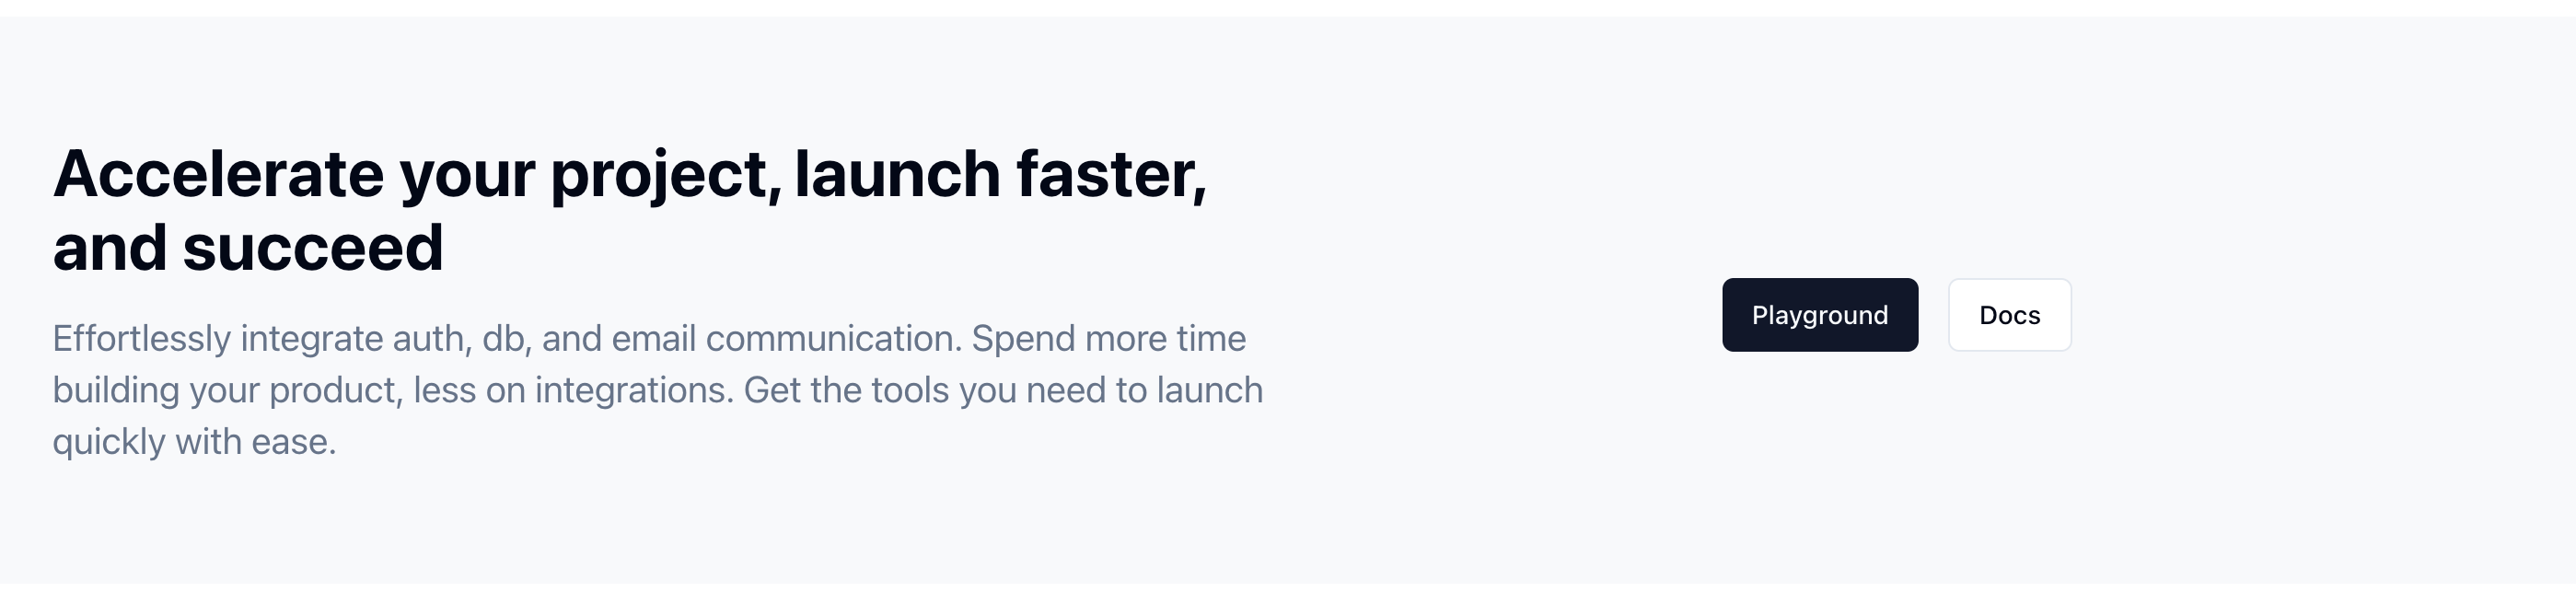 Accelerate your project, launch faster,
and succeed
Effortlessly integrate auth, db, and email communication. Spend more time
building your product, less on integrations. Get the tools you need to launch
quickly with ease.
Playground
Docs